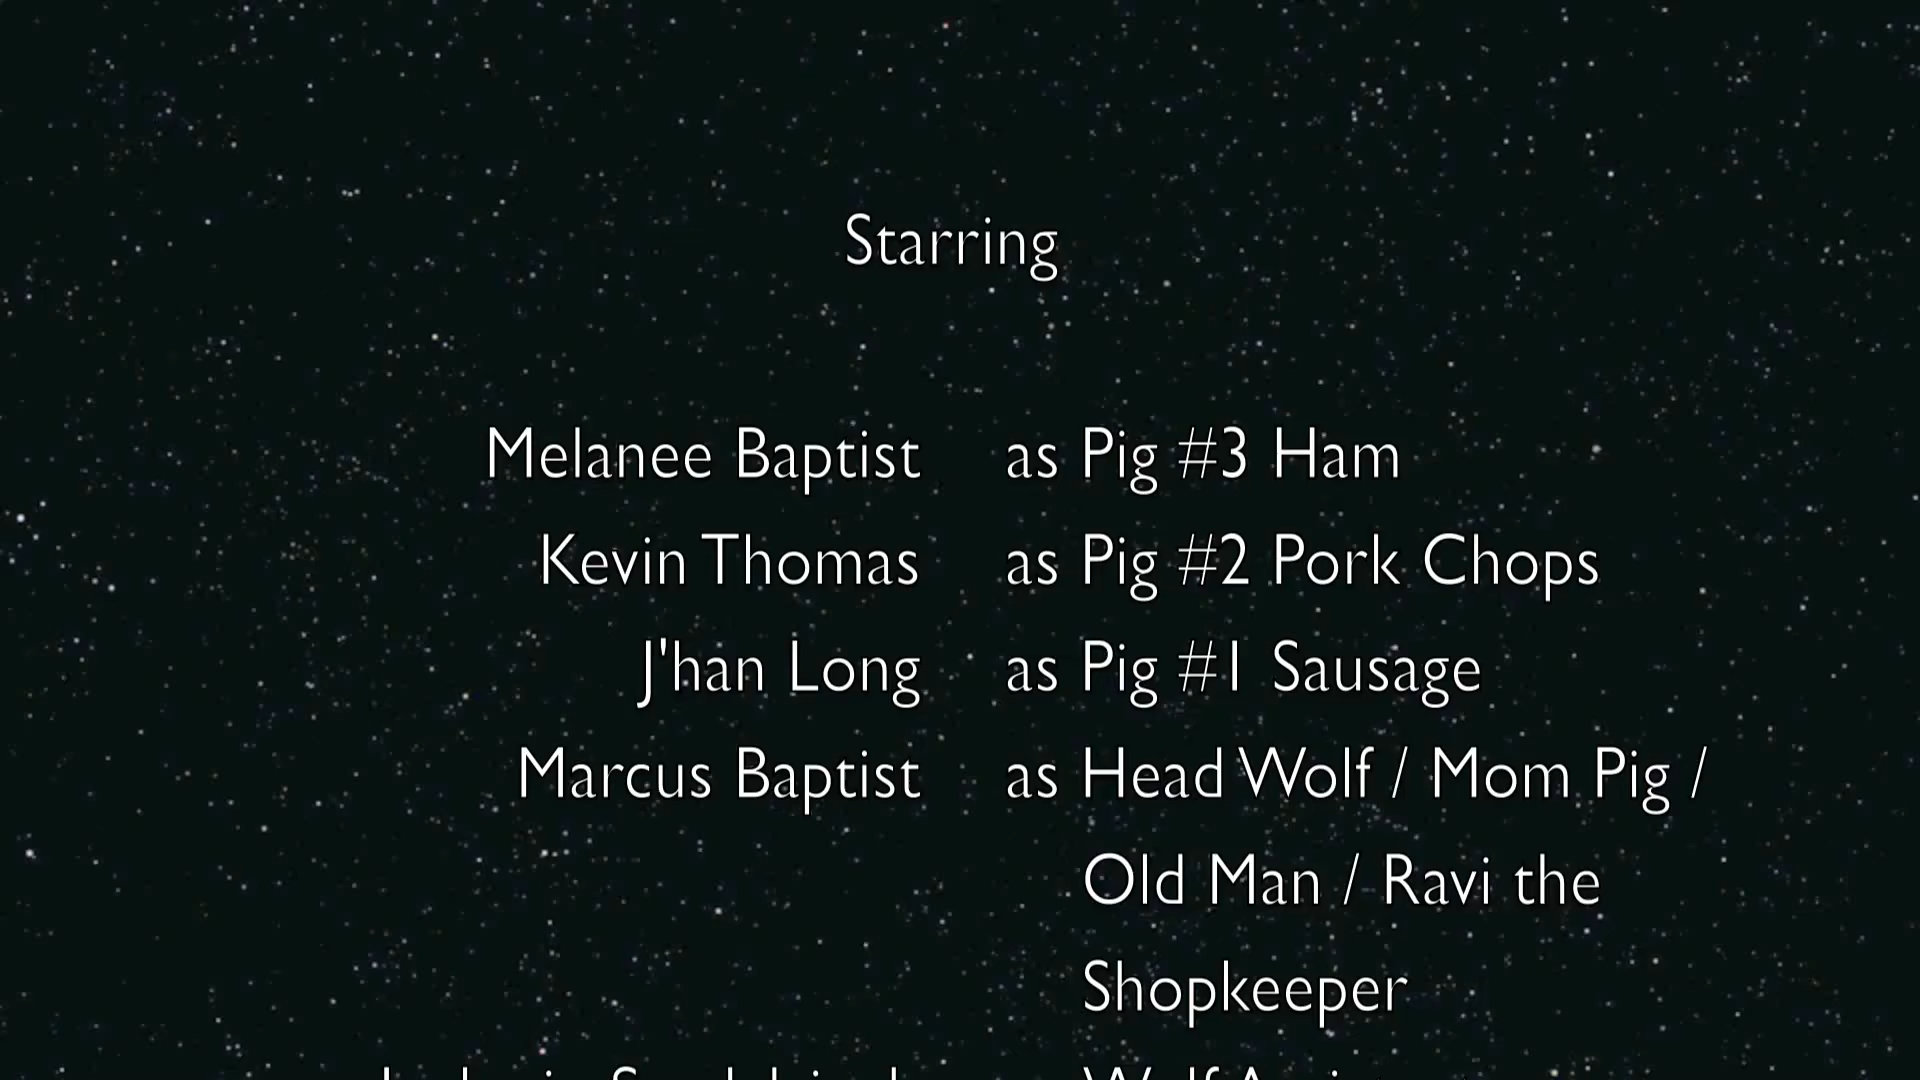 Starring
Melanee Baptist as Pig #3 Ham
Kevin Thomas as Pig #2 Pork Chops
J'han Long as Pig #1 Sausage
Marcus Baptist as Head Wolf / Mom Pig /
Old Man / Ravi the
Shopkeeper